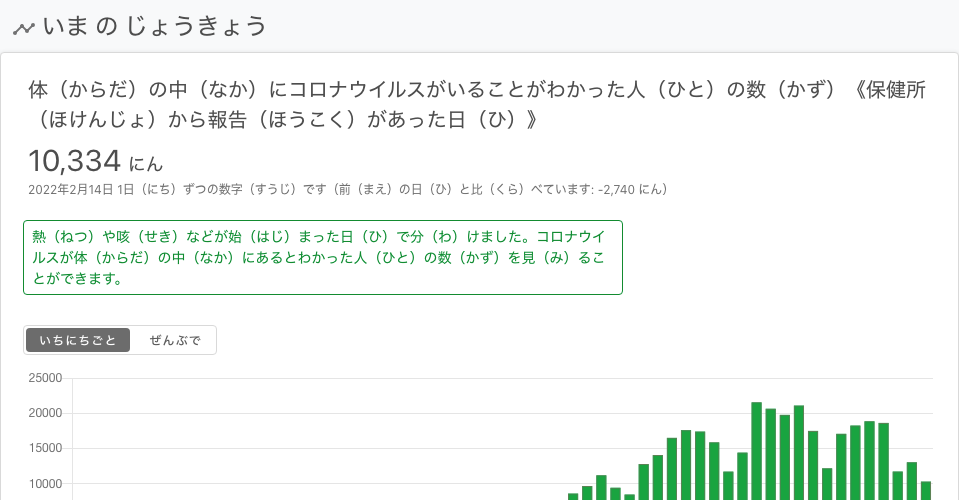 いま の じょうきょう
体（からだ）の中（なか）にコロナウイルスがいることがわかった人（ひと）の数（かず）《保健所
（ほけんじょ）から報告（ほうこく）があった日（ひ）》
10,334 にん
2022年2月14日 1日（にち）ずつの数字（すうじ）です（前（まえ）の日（ひ）と比（くら）べています: -2,740 にん）
熱（ねつ）や咳（せき）などが始（はじ）まった日（ひ）で分（わ）けました。コロナウイ
ルスが体（からだ）の中（なか）にあるとわかった人（ひと）の数（かず）を見（み）るこ
とができます。
いちにちごと ぜんぶで
25000
20000
15000
10000